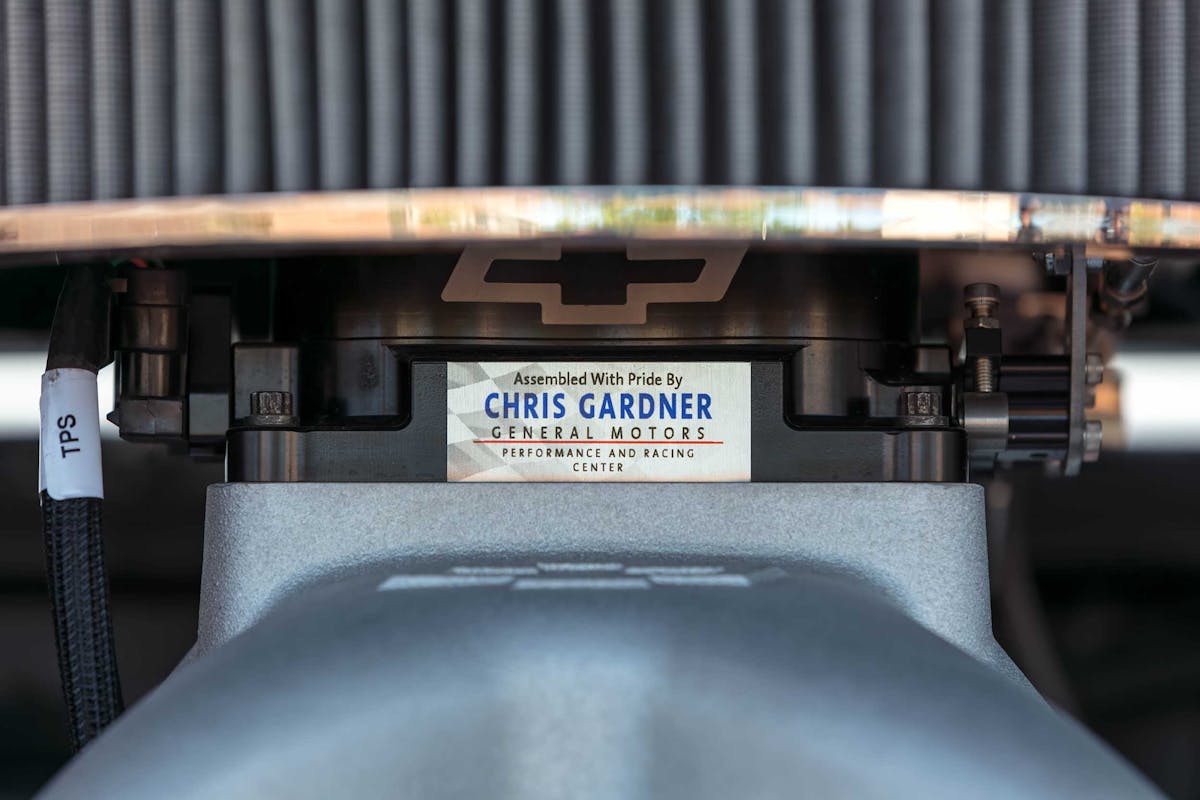 Assembled With Pride By
CHRIS GARDNER
GENERAL MOTORS
PERFORMANCE AND RACING
CENTER
TPS